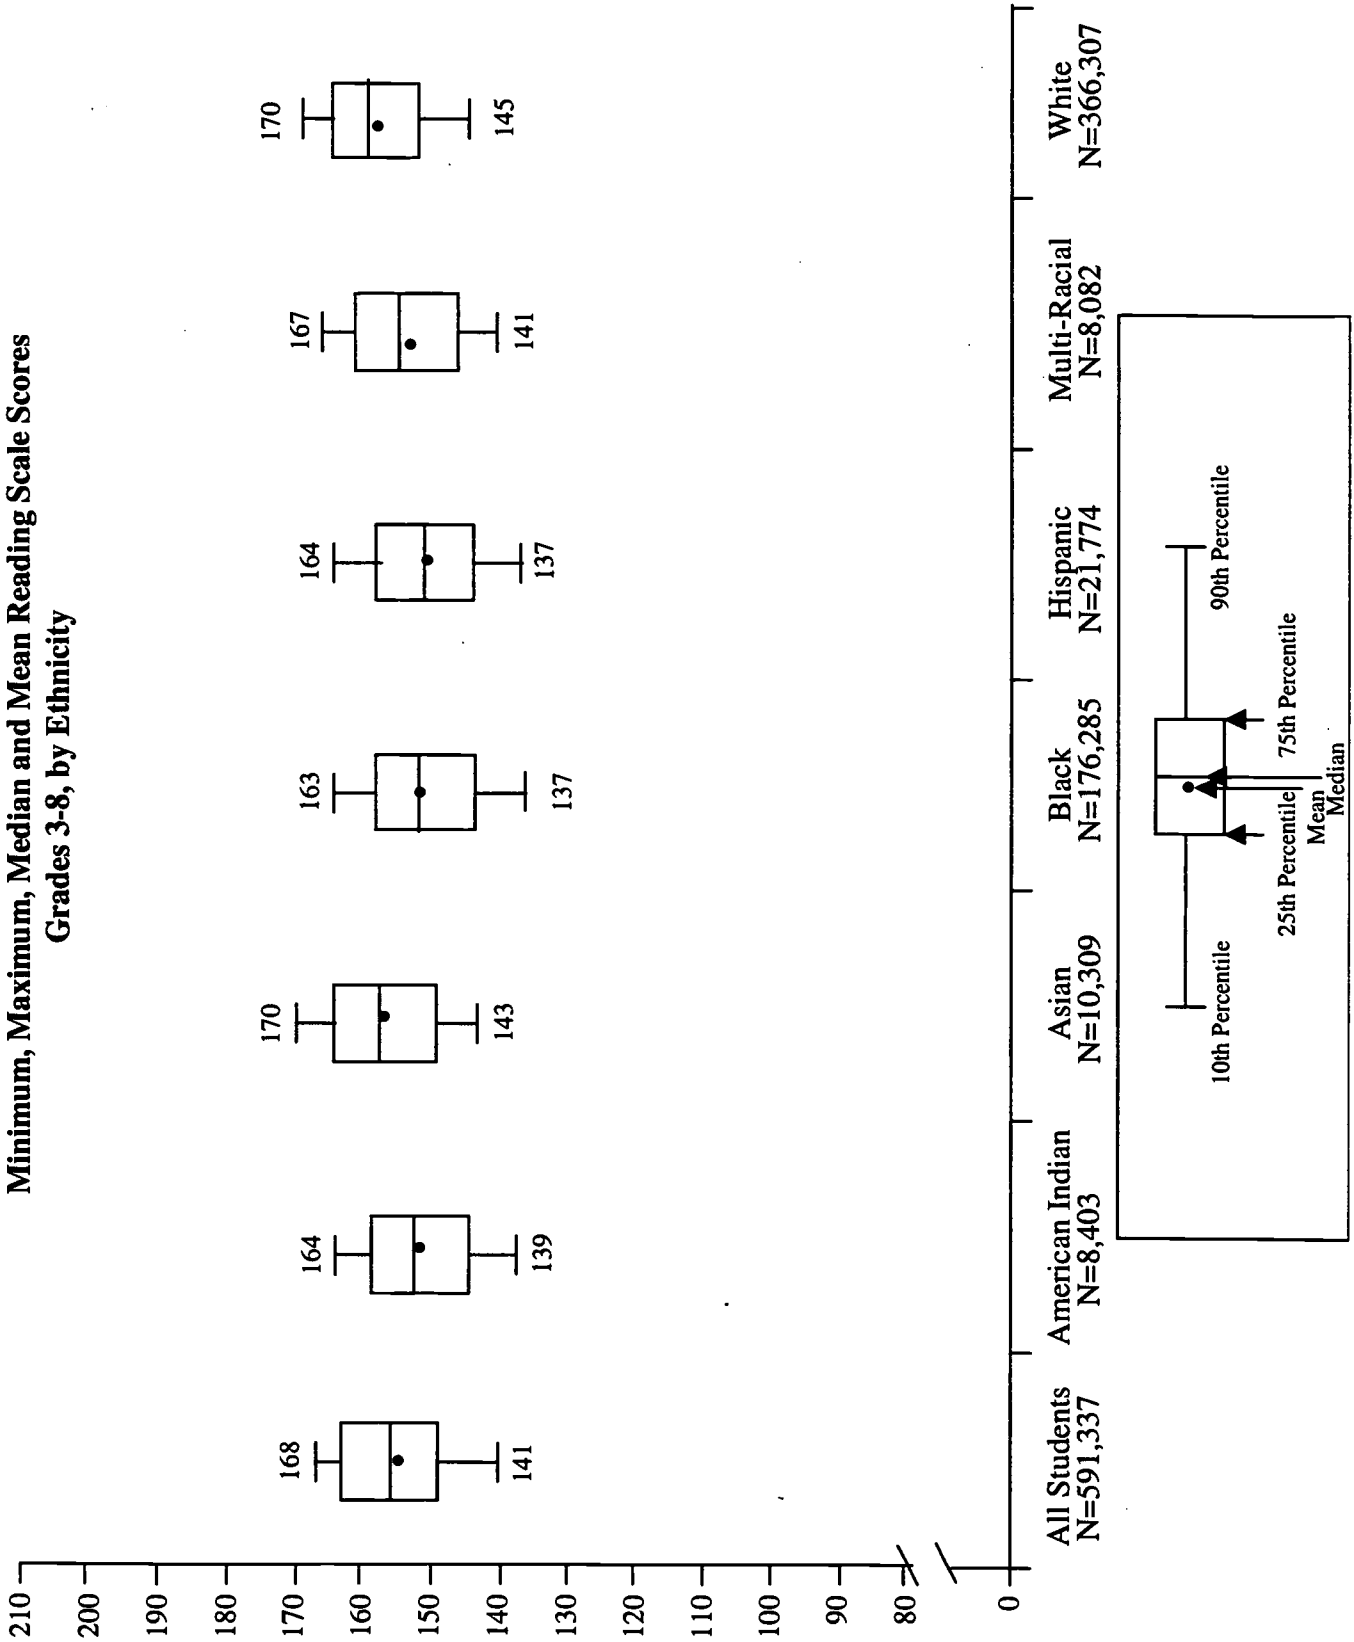 Minimum, Maximum, Median and Mean Reading Scale Scores
Grades 3-8, by Ethnicity
210
200
190
180
170
160
150
140
130
120
110
100
90
80
0
168
141
164
139
170
143
163
137
164
137
167
141
170
145
All Students
N=591,337
American Indian
N=8,403
Asian
N=10,309
Black
N=176,285
Hispanic
N=21,774
Multi-Racial
N=8,082
White
N=366,307
10th Percentile
90th Percentile
25th Percentile
75th Percentile
Mean
Median